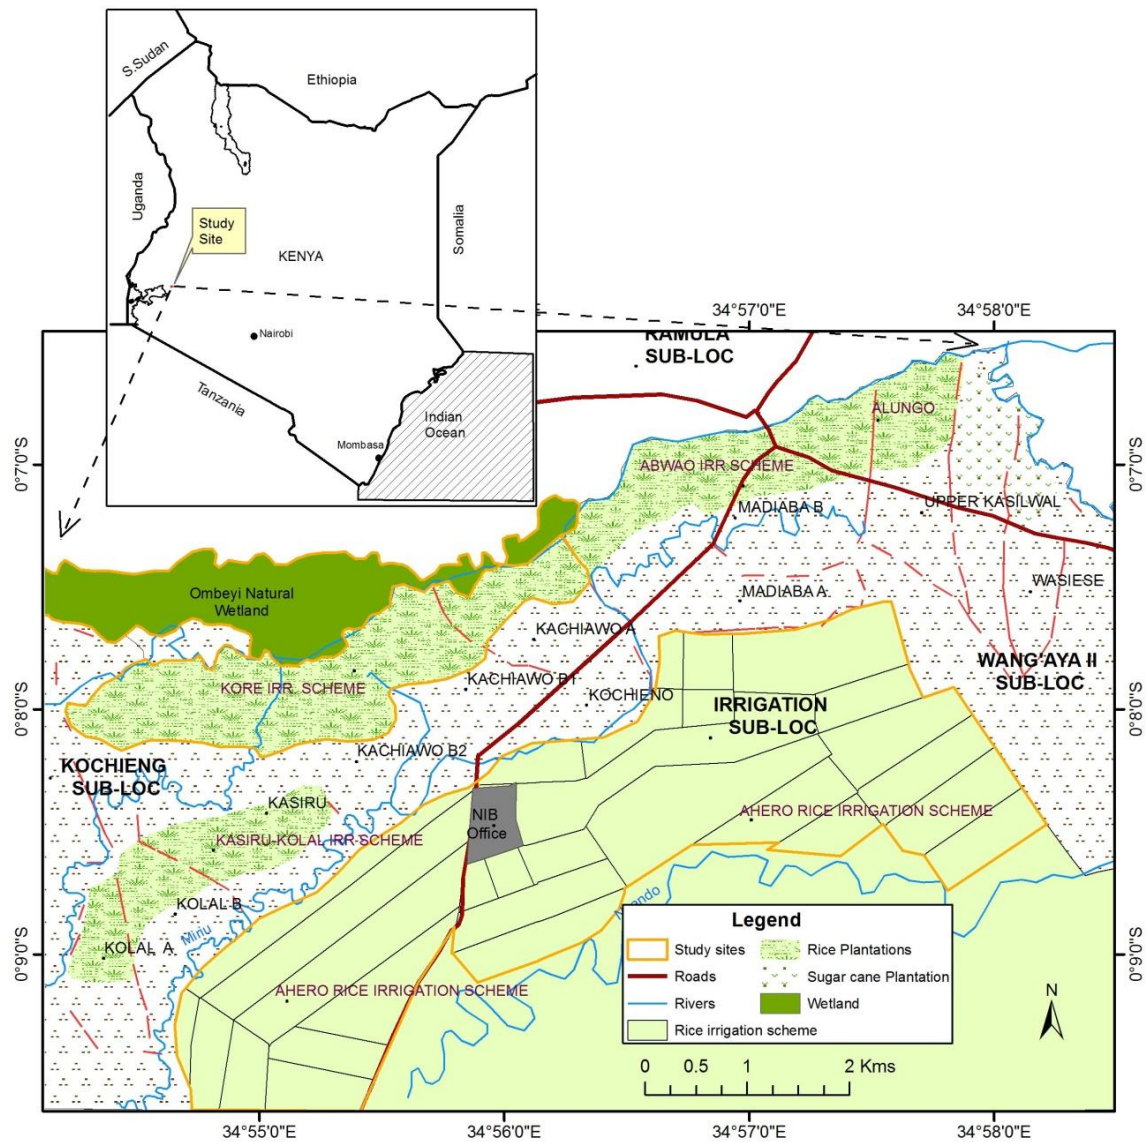 S.Sudan
Ethiopia
Uganda
Study
Site
Somalia
KENYA
Nairobi
Tanzania
Indian
Ocean
Mombasa
34°57'0"E
34°58'0"E
RAMULA
SUB-LOC
ALUNGO
0°7'0"S
0°7'0"S
ABWAO IRR SCHEME
MADIABA B
UPPER KASILWAL
WASIESE
Ombeyi Natural
Wetland
MADIABA A
KACHIAWO A
WANG'AYA II
SUB-LOC
KORE IRR. SCHEME
KACHIAWO B1
KOCHIENO
IRRIGATION
SUB-LOC
0°8'0"S
0°8'0"S
KACHIAWO B2
KOCHIENG
SUB-LOC
KASIRU
NIB
Office
AHERO RICE IRRIGATION SCHEME
KASIRU-KOLAL IRR SCHEME
KOLAL B
Miriu
KOLAL A
0°9'0"S
0°9'0"S
AHERO RICE IRRIGATION SCHEME
Legend
Study sites
Rice Plantations
Roads
Sugar cane Plantation
Rivers
Wetland
Rice irrigation scheme
N
0 0.5 1 2 Kms
34°55'0"E
34°56'0"E
34°57'0"E
34°58'0"E